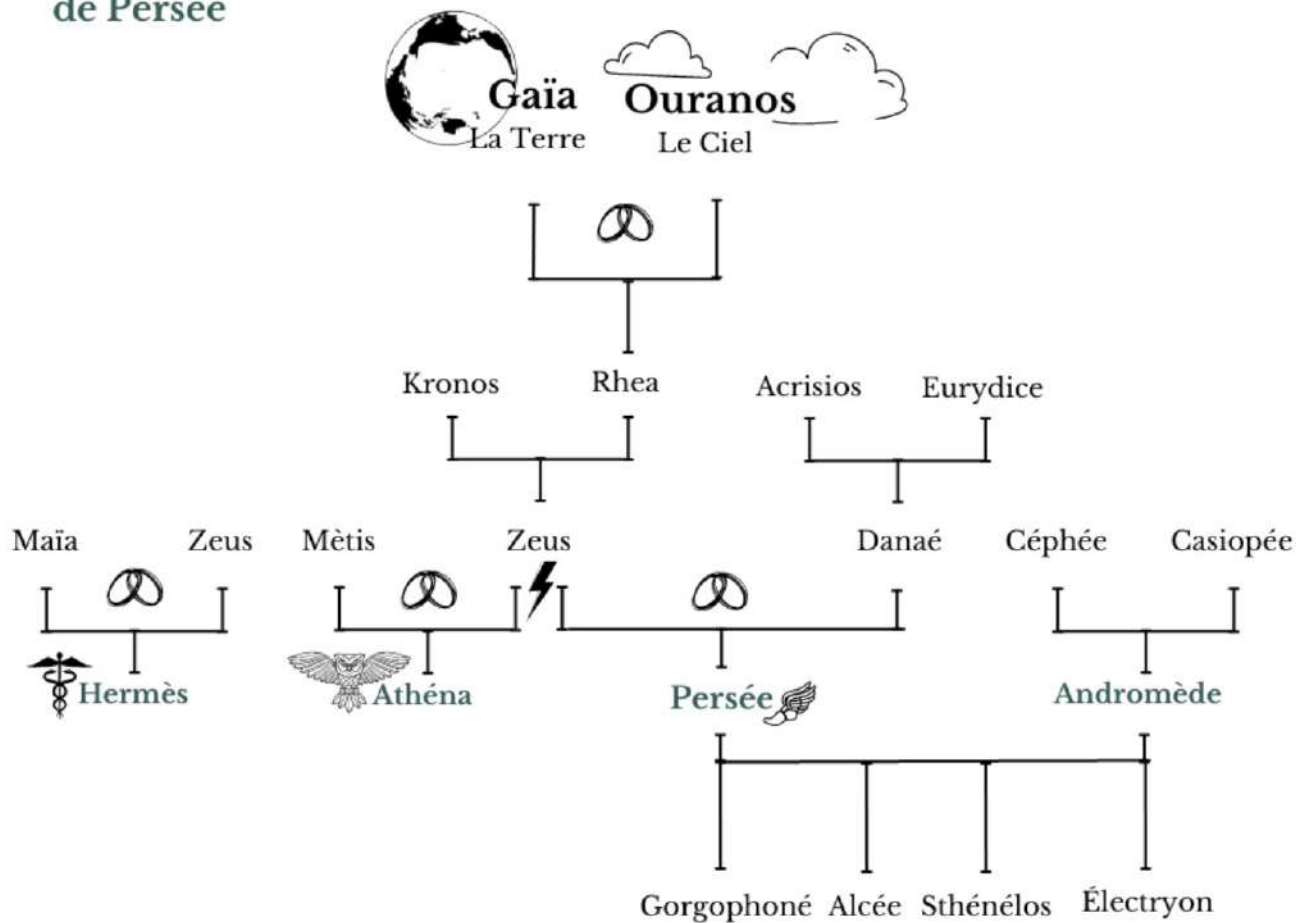 de Persée
Gaïa Ouranos
La Terre Le Ciel
Kronos Rhea Acrisios Eurydice
Maïa Zeus Mètis Zeus Danaé Céphée Casiopée
Hermès Athéna Persée Andromède
Gorgophoné Alcée Sthénélos Électryon